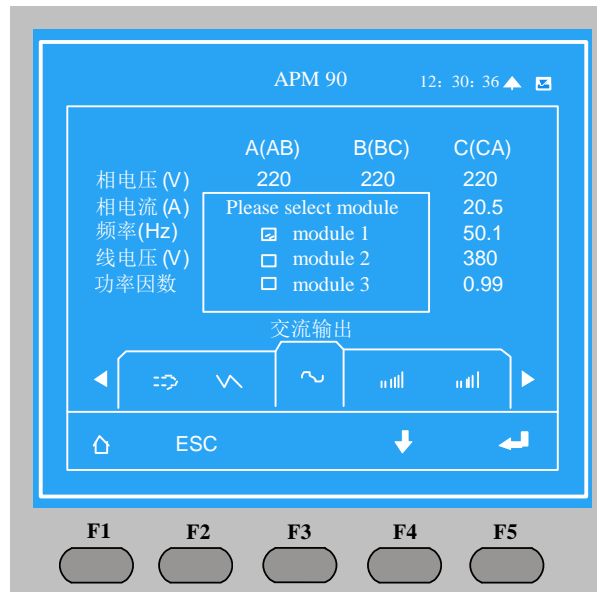 APM 90 12: 30: 36
A(AB) B(BC) C(CA)
相电压(V) 220 220 220
相电流(A) 20.5
频率(Hz) 50.1
线电压(V) 380
功率因数 0.99
Please select module
module 1
module 2
module 3
交流输出
ESC
F1 F2 F3 F4 F5